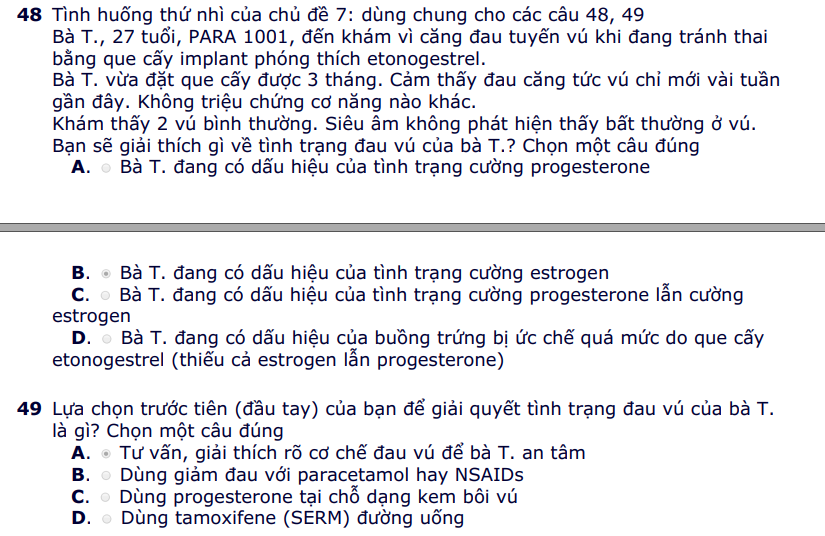 48 Tình huống thứ nhì của chủ đề 7: dùng chung cho các câu 48, 49
Bà T., 27 tuổi, PARA 1001, đến khám vì căng đau tuyến vú khi đang tránh thai
bằng que cấy implant phóng thích etonogestrel.
Bà T. vừa đặt que cấy được 3 tháng. Cảm thấy đau căng tức vú chỉ mới vài tuần
gần đây. Không triệu chứng cơ năng nào khác.
Khám thấy 2 vú bình thường. Siêu âm không phát hiện thấy bất thường ở vú.
Bạn sẽ giải thích gì về tình trạng đau vú của bà T.? Chọn một câu đúng
A. Bà T. đang có dấu hiệu của tình trạng cường progesterone
B. Bà T. đang có dấu hiệu của tình trạng cường estrogen
C. Bà T. đang có dấu hiệu của tình trạng cường progesterone lẫn cường
estrogen
D. Bà T. đang có dấu hiệu của buồng trứng bị ức chế quá mức do que cấy
etonogestrel (thiếu cả estrogen lẫn progesterone)
49 Lựa chọn trước tiên (đầu tay) của bạn để giải quyết tình trạng đau vú của bà T.
là gì? Chọn một câu đúng
A. Tư vấn, giải thích rõ cơ chế đau vú để bà T. an tâm
B. Dùng giảm đau với paracetamol hay NSAIDs
C. Dùng progesterone tại chỗ dạng kem bôi vú
D. Dùng tamoxifene (SERM) đường uống